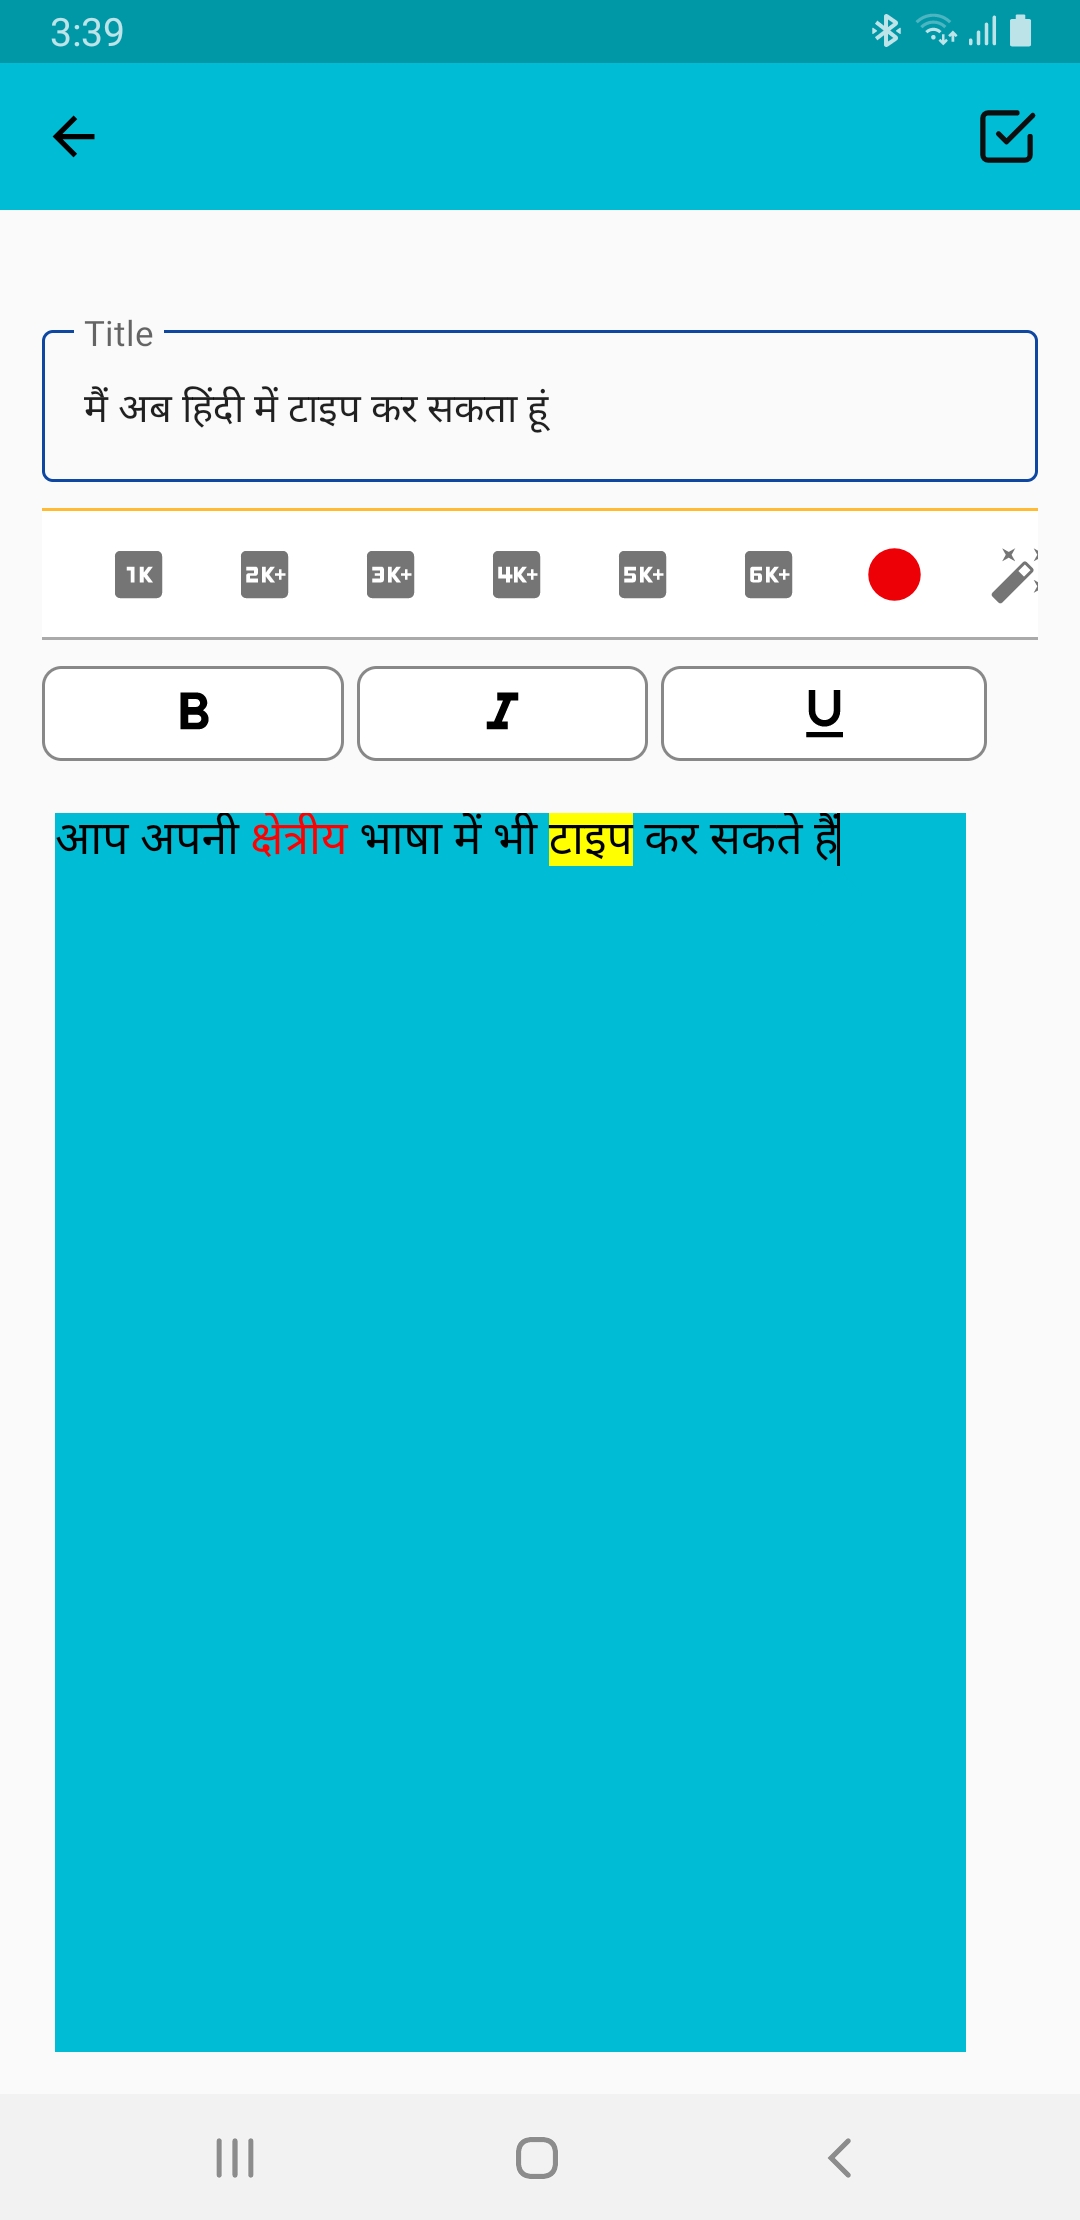 3:39
Title
मैं अब हिंदी में टाइप कर सकता हूं
1K 2K+ 3K+ 4K+ 5K+ 6K+
B I U
आप अपनी क्षेत्रीय भाषा में भी टाइप कर सकते हैं